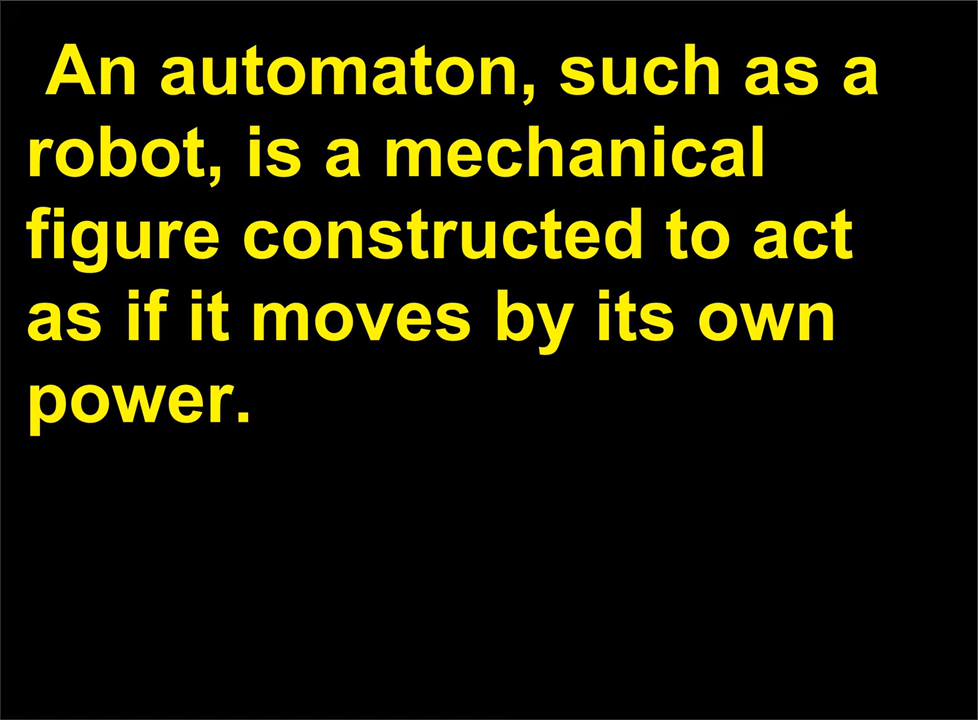 An automaton, such as a
robot, is a mechanical
figure constructed to act
as if it moves by its own
power.